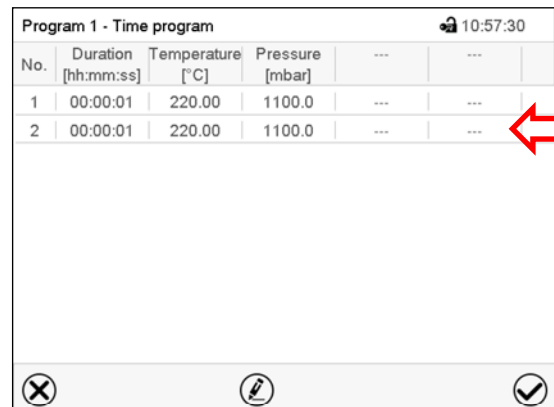 Program 1 - Time program 10:57:30
No. Duration [hh:mm:ss] Temperature [°C] Pressure [mbar] --- ---
1 00:00:01 220.00 1100.0 --- ---
2 00:00:01 220.00 1100.0 --- ---